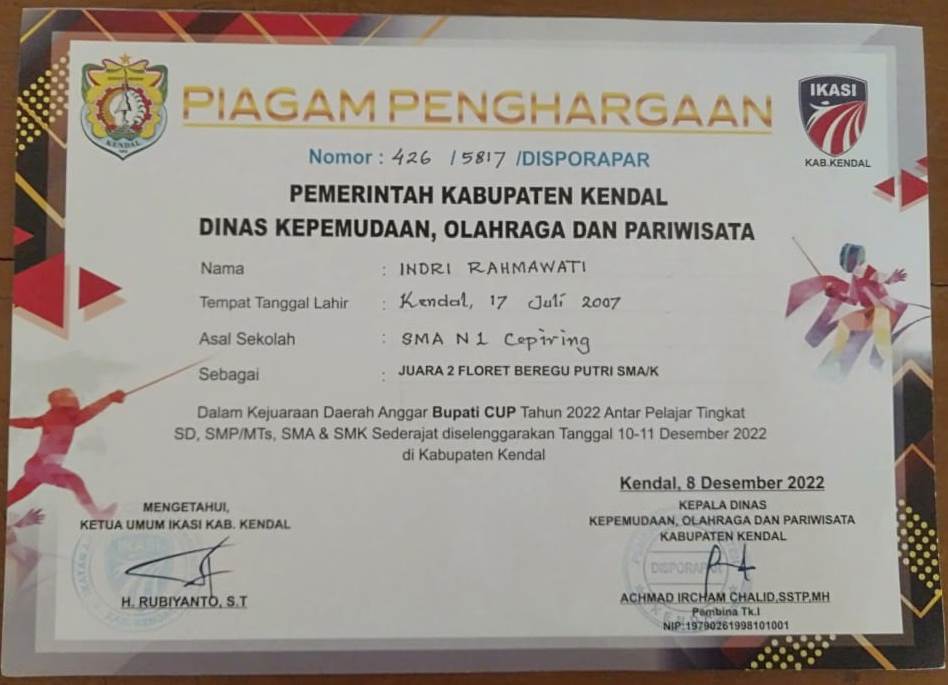 PIAGAM PENGHARGAAN
KENDAL
IKASI
KAB.KENDAL
Nomor : 426 /5817 /DISPORAPAR
PEMERINTAH KABUPATEN KENDAL
DINAS KEPEMUDAAN, OLAHRAGA DAN PARIWISATA
Nama : INDRI RAHMAWATI
Tempat Tanggal Lahir : Kendal, 17 Juli 2007
Asal Sekolah : SMA N 1 Cepiring
Sebagai : JUARA 2 FLORET BEREGU PUTRI SMA/K
Dalam Kejuaraan Daerah Anggar Bupati CUP Tahun 2022 Antar Pelajar Tingkat
SD, SMP/MTs, SMA & SMK Sederajat diselenggarakan Tanggal 10-11 Desember 2022
di Kabupaten Kendal
Kendal, 8 Desember 2022
MENGETAHUI,
KETUA UMUM IKASI KAB. KENDAL
H. RUBIYANTO, S.T
KEPALA DINAS
KEPEMUDAAN, OLAHRAGA DAN PARIWISATA
KABUPATEN KENDAL
DISPORAPAR
ACHMAD IRCHAM CHALID,SSTP,MH
Pembina Tk.I
NIP:19790261998101001